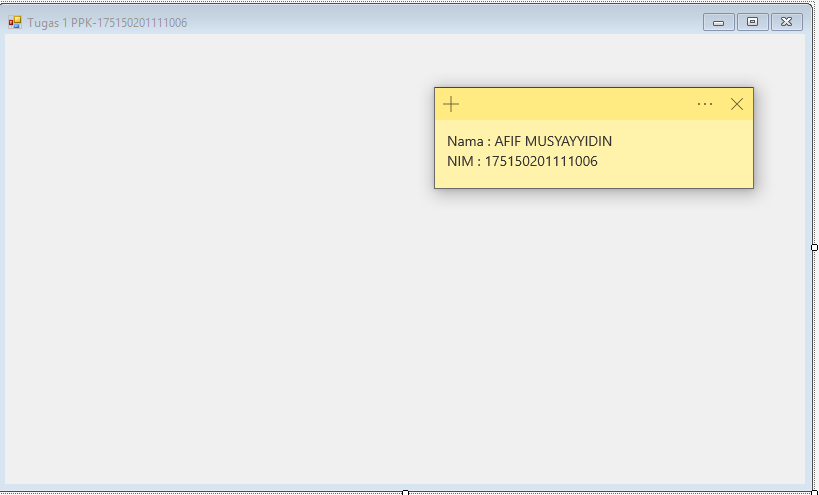 Tugas 1 PPK-175150201111006
Nama : AFIF MUSYAYYIDIN
NIM : 175150201111006